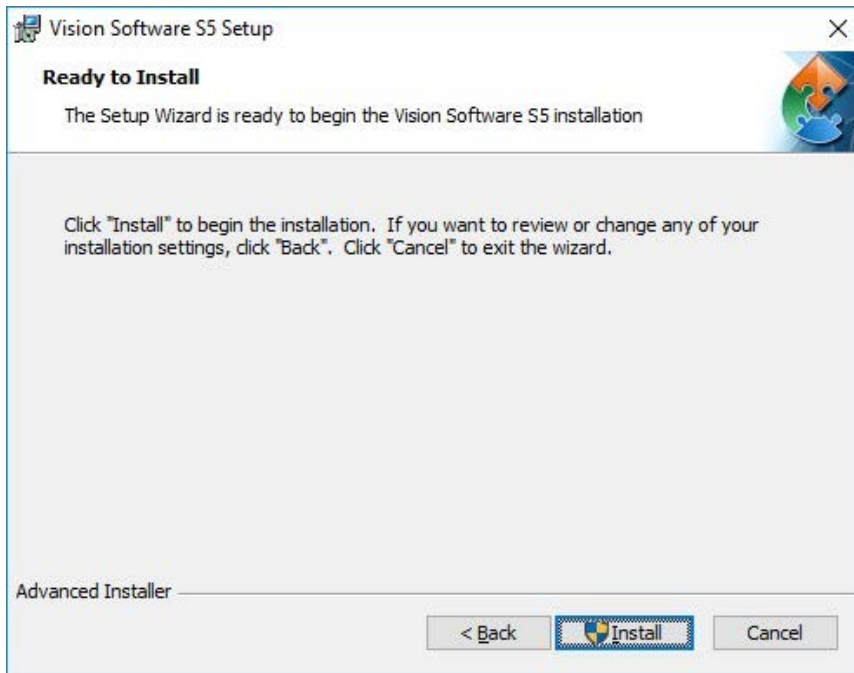 Vision Software S5 Setup
Ready to Install
The Setup Wizard is ready to begin the Vision Software S5 installation
Click "Install" to begin the installation. If you want to review or change any of your
installation settings, click "Back". Click "Cancel" to exit the wizard.
Advanced Installer
< Back
Install
Cancel